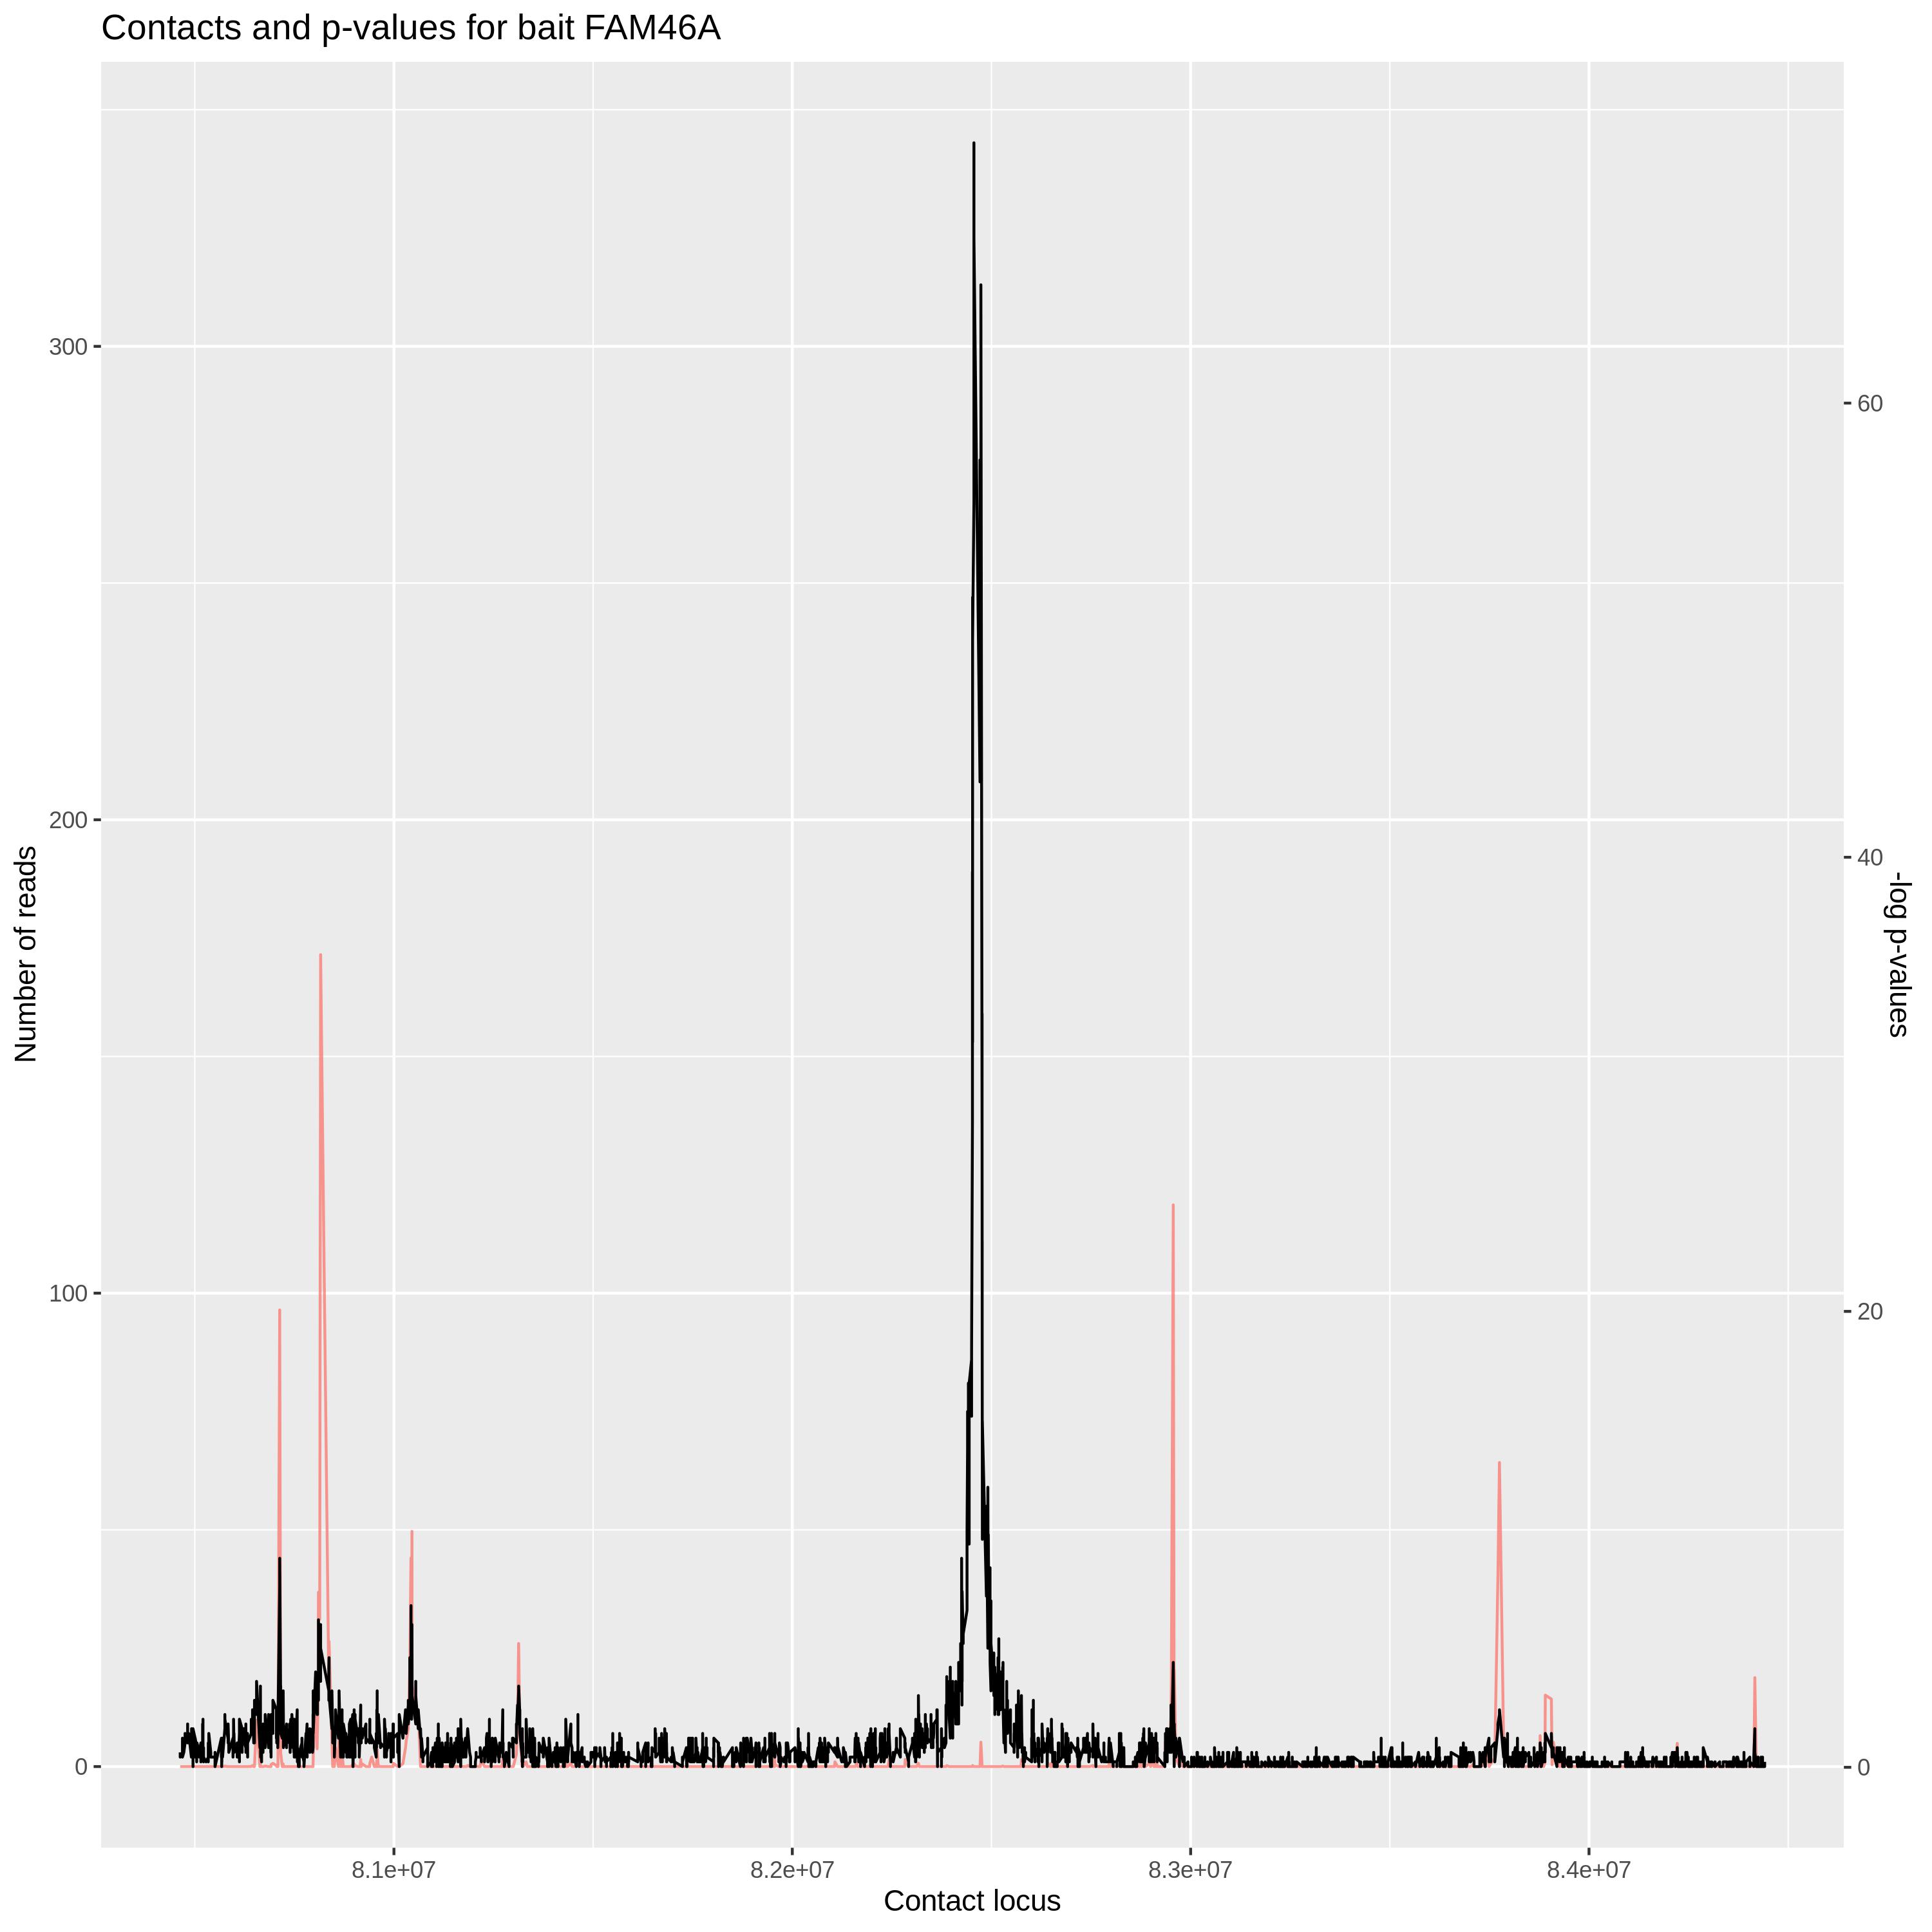 Contacts and p-values for bait FAM46A
300
200
100
0
Number of reads
60
40
20
0
-log p-values
8.1e+07 8.2e+07 8.3e+07 8.4e+07
Contact locus